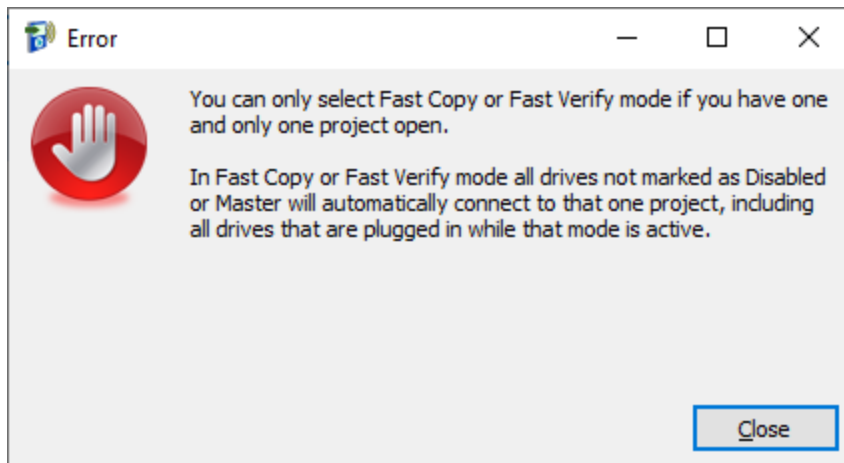 Error
You can only select Fast Copy or Fast Verify mode if you have one
and only one project open.
In Fast Copy or Fast Verify mode all drives not marked as Disabled
or Master will automatically connect to that one project, including
all drives that are plugged in while that mode is active.
Close